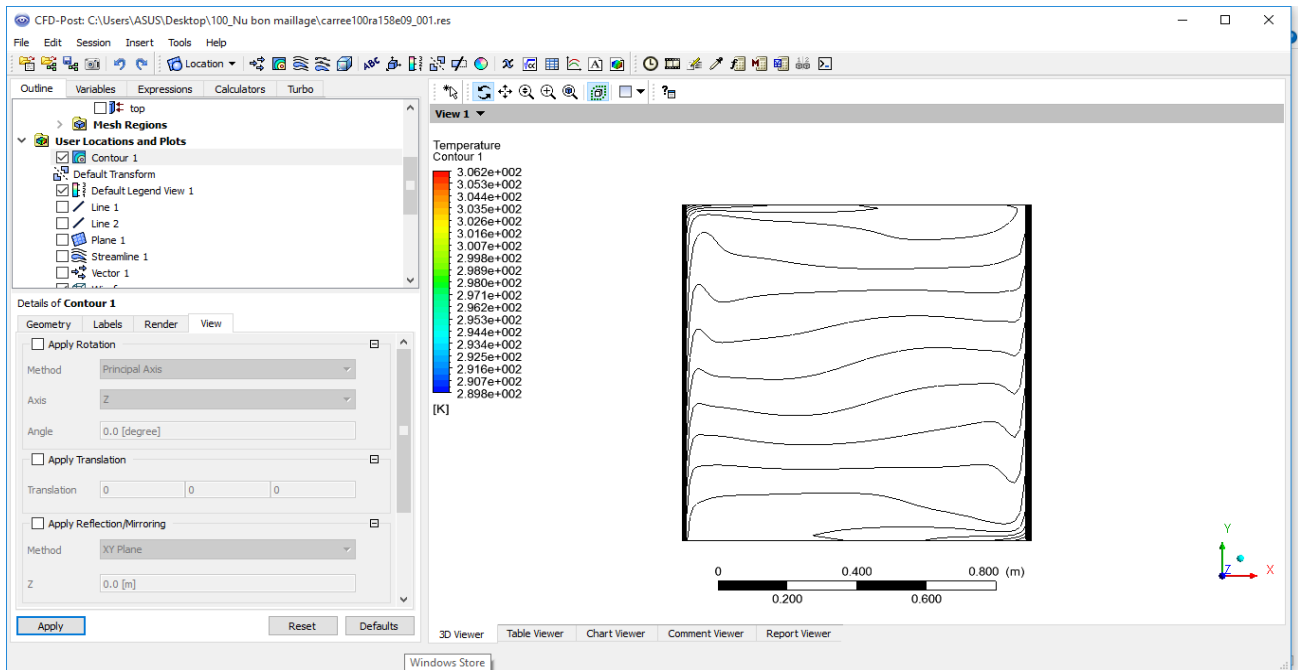 CFD-Post: C:\Users\ASUS\Desktop\100_Nu bon maillage\carree100ra158e09_001.res
File Edit Session Insert Tools Help
Location
Outline Variables Expressions Calculators Turbo
top
Mesh Regions
User Locations and Plots
Contour 1
Default Transform
Default Legend View 1
Line 1
Line 2
Plane 1
Streamline 1
Vector 1
Details of Contour 1
Geometry Labels Render View
Apply Rotation
Method Principal Axis
Axis Z
Angle 0.0 [degree]
Apply Translation
Translation 0 0 0
Apply Reflection/Mirroring
Method XY Plane
Z 0.0 [m]
Apply Reset Defaults
View 1
Temperature
Contour 1
3.062e+002
3.053e+002
3.044e+002
3.035e+002
3.026e+002
3.016e+002
3.007e+002
2.998e+002
2.989e+002
2.980e+002
2.971e+002
2.962e+002
2.953e+002
2.944e+002
2.934e+002
2.925e+002
2.916e+002
2.907e+002
2.898e+002
[K]
0 0.400 0.800 (m)
0.200 0.600
Y
Z X
3D Viewer Table Viewer Chart Viewer Comment Viewer Report Viewer
Windows Store